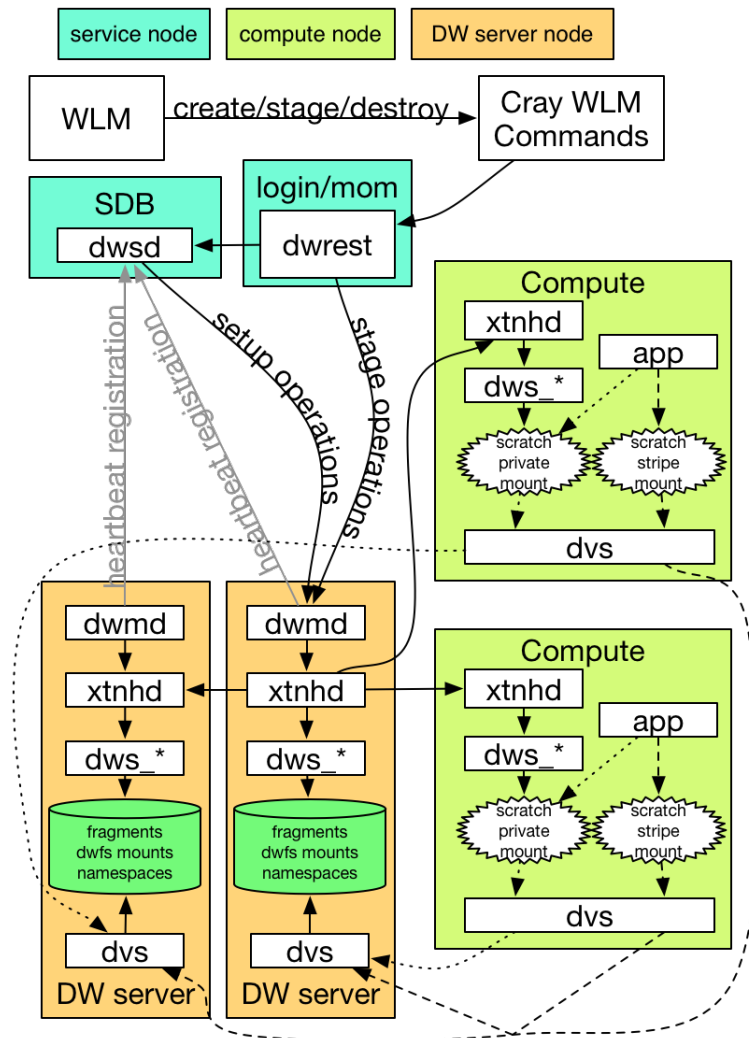 service node
compute node
DW server node
WLM
create/stage/destroy
Cray WLM
Commands
SDB
dwsd
login/mom
dwrest
heartbeat registration
heartbeat registration
setup operations
stage operations
Compute
xtnhd
app
dws_*
scratch
private
mount
scratch
stripe
mount
dvs
dwmd
xtnhd
dws_*
fragments
dwfs mounts
namespaces
dvs
DW server
dwmd
xtnhd
dws_*
fragments
dwfs mounts
namespaces
dvs
DW server
Compute
xtnhd
app
dws_*
scratch
private
mount
scratch
stripe
mount
dvs